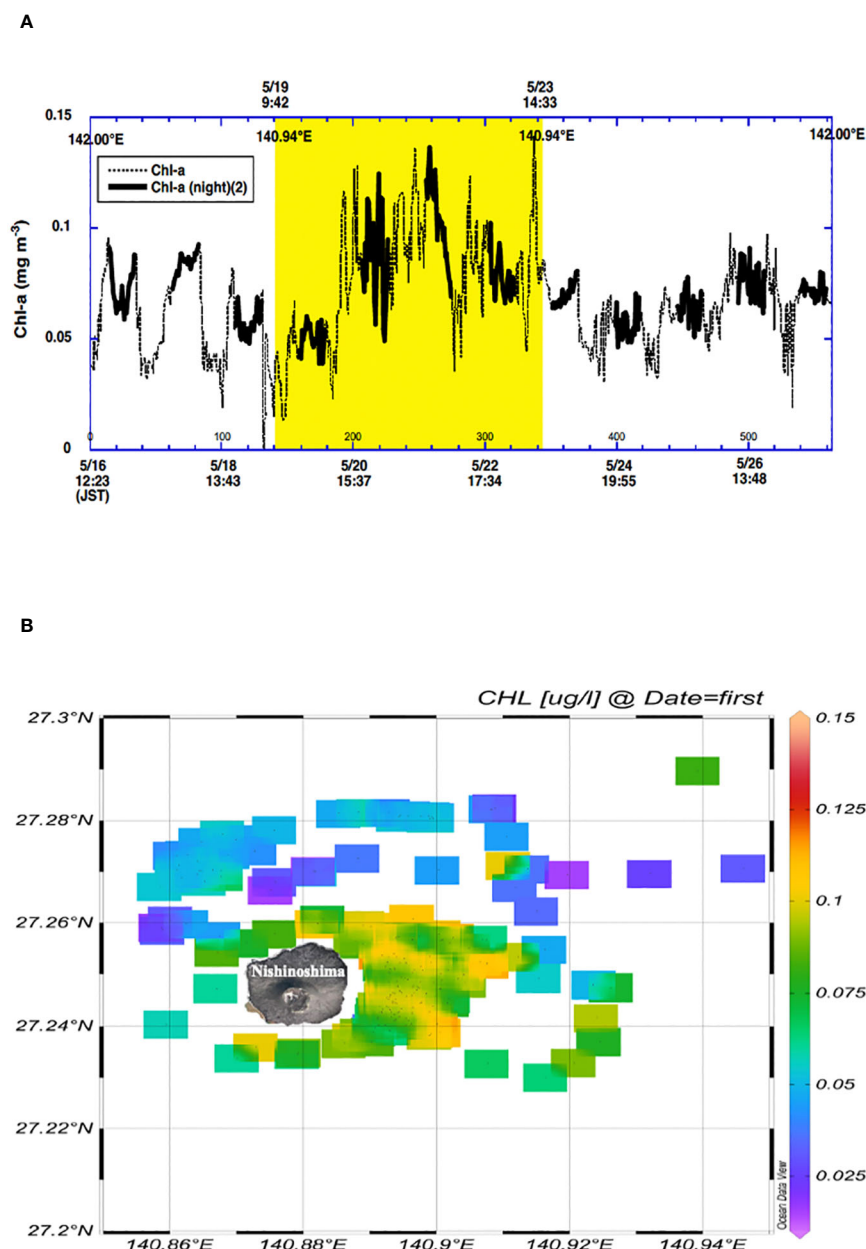 A
5/19
9:42
5/23
14:33
0.15
142.00°E
140.94°E
140.94°E
142.00°E
Chl-a
Chl-a (night)(2)
0.1
Chl-a (mg m-3)
0.05
0
0
100
200
300
400
500
5/16
12:23
(JST)
5/18
13:43
5/20
15:37
5/22
17:34
5/24
19:55
5/26
13:48
B
CHL [ug/l] @ Date=first
27.3°N
27.28°N
27.26°N
27.24°N
27.22°N
27.2°N
Nishinoshima
0.15
0.125
0.1
0.075
0.05
0.025
Ocean Data View
140.86°E
140.88°E
140.9°E
140.92°E
140.94°E